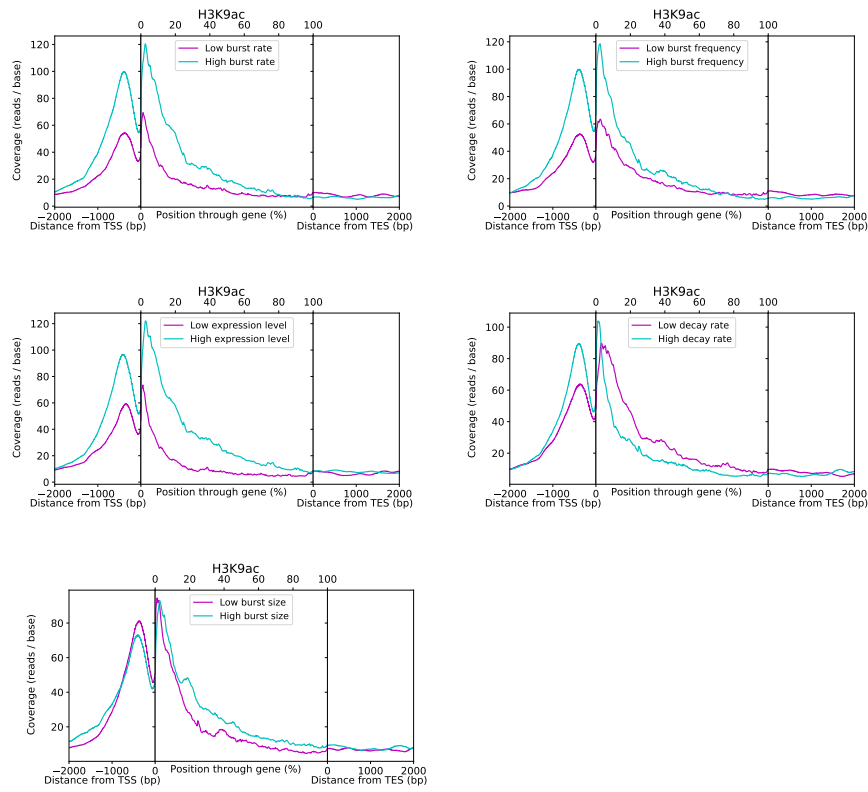 H3K9ac
0 20 40 60 80 100
Low burst rate
High burst rate
Coverage (reads / base)
120
100
80
60
40
20
0
−2000 −1000 0 0 1000 2000
Position through gene (%)
Distance from TSS (bp) Distance from TES (bp)
H3K9ac
0 20 40 60 80 100
Low burst frequency
High burst frequency
Coverage (reads / base)
120
100
80
60
40
20
0
−2000 −1000 0 0 1000 2000
Position through gene (%)
Distance from TSS (bp) Distance from TES (bp)
H3K9ac
0 20 40 60 80 100
Low expression level
High expression level
Coverage (reads / base)
120
100
80
60
40
20
0
−2000 −1000 0 0 1000 2000
Position through gene (%)
Distance from TSS (bp) Distance from TES (bp)
H3K9ac
0 20 40 60 80 100
Low decay rate
High decay rate
Coverage (reads / base)
100
80
60
40
20
−2000 −1000 0 0 1000 2000
Position through gene (%)
Distance from TSS (bp) Distance from TES (bp)
H3K9ac
0 20 40 60 80 100
Low burst size
High burst size
Coverage (reads / base)
80
60
40
20
−2000 −1000 0 0 1000 2000
Position through gene (%)
Distance from TSS (bp) Distance from TES (bp)